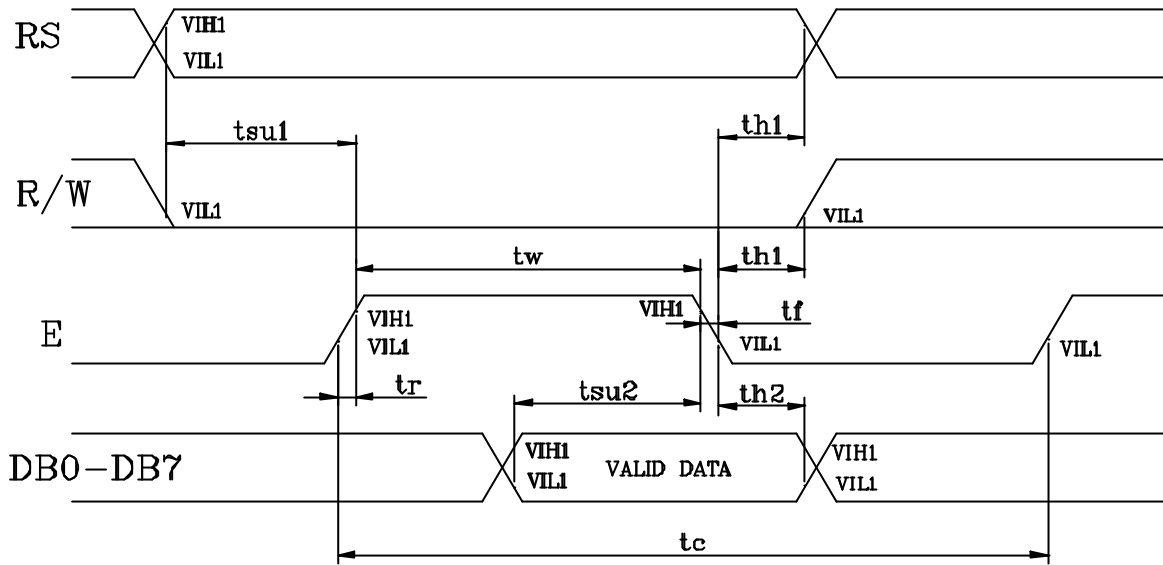 RS
VIH1
VIL1
tsu1
th1
R/W
VIL1
VIL1
tw
th1
E
VIH1
VIL1
VIH1
tf
VIL1
VIL1
tr
tsu2
th2
DB0-DB7
VIH1
VIL1
VALID DATA
VIH1
VIL1
tc